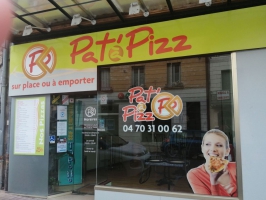 Pat'à Pizz
sur place ou à emporter
Pat'
à
Pizz
04 70 31 00 62